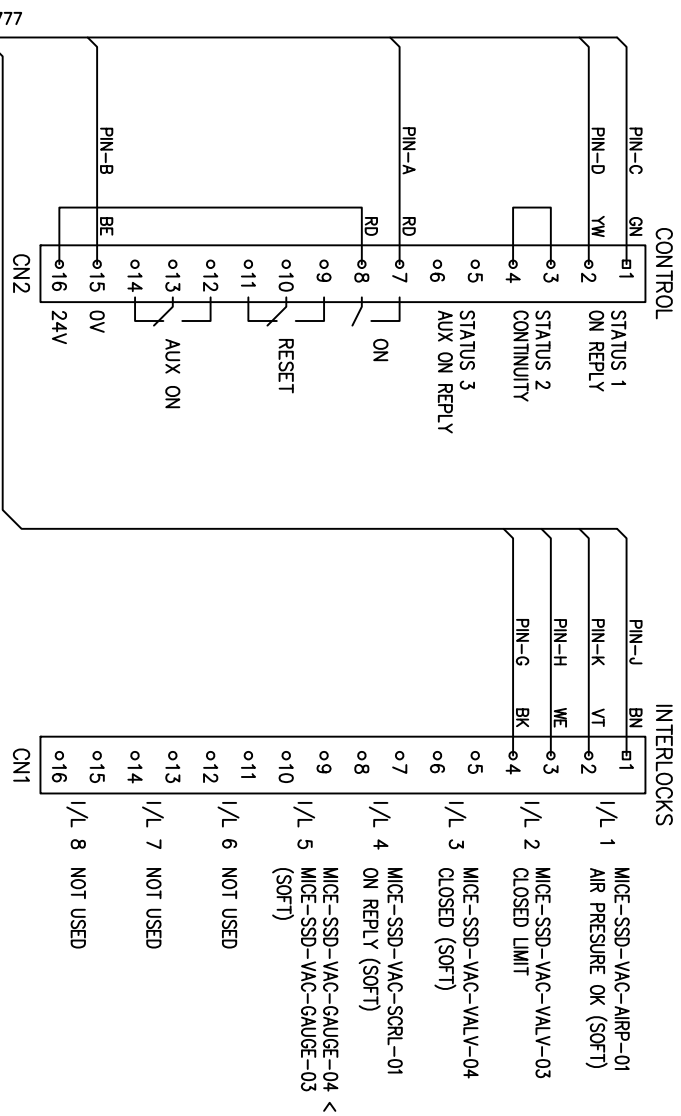 777
CONTROL
PIN-C GN
PIN-D YW
PIN-A RD
RD
PIN-B BE
1
2
3
4
5
6
7
8
9
10
11
12
13
14
15
16
STATUS 1
ON REPLY
STATUS 2
CONTINUITY
STATUS 3
AUX ON REPLY
ON
RESET
AUX ON
0V
24V
CN2
INTERLOCKS
PIN-J BN
PIN-K VT
PIN-H WE
PIN-G BK
1
2
3
4
5
6
7
8
9
10
11
12
13
14
15
16
I/L 1 MICE-SSD-VAC-AIRP-01
AIR PRESURE OK (SOFT)
I/L 2 MICE-SSD-VAC-VALV-03
CLOSED LIMIT
I/L 3 MICE-SSD-VAC-VALV-04
CLOSED (SOFT)
I/L 4 MICE-SSD-VAC-SCRL-01
ON REPLY (SOFT)
I/L 5 MICE-SSD-VAC-GAUGE-04 <
MICE-SSD-VAC-GAUGE-03
(SOFT)
I/L 6 NOT USED
I/L 7 NOT USED
I/L 8 NOT USED
CN1